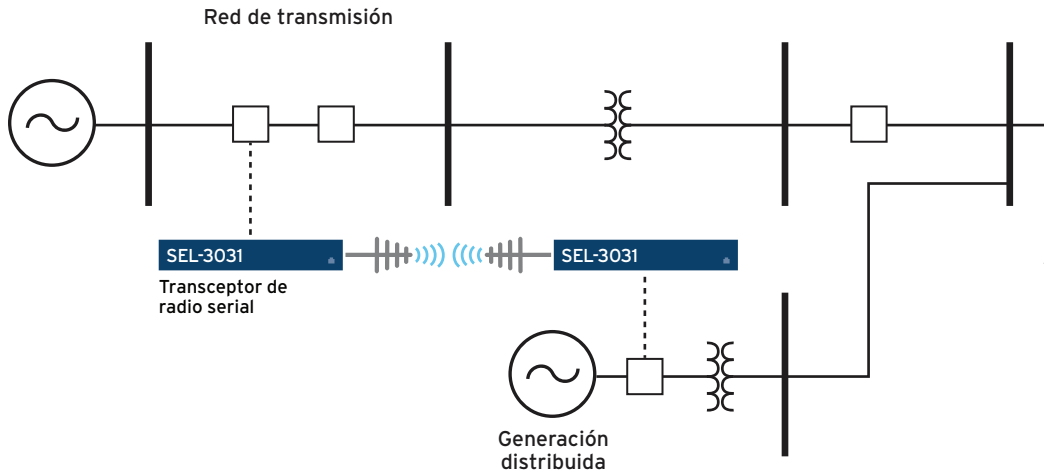 Red de transmisión
SEL-3031
SEL-3031
Transceptor de
radio serial
Generación
distribuida